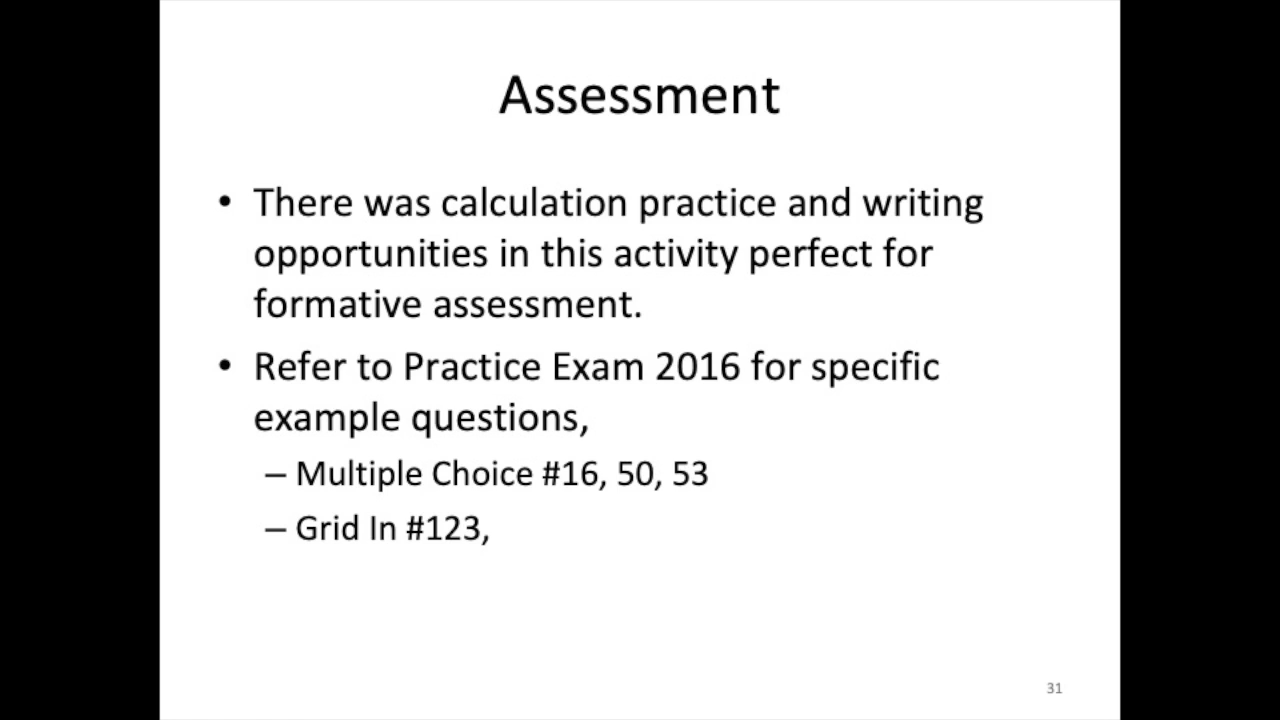 Assessment
• There was calculation practice and writing
opportunities in this activity perfect for
formative assessment.
• Refer to Practice Exam 2016 for specific
example questions,
– Multiple Choice #16, 50, 53
– Grid In #123,
31